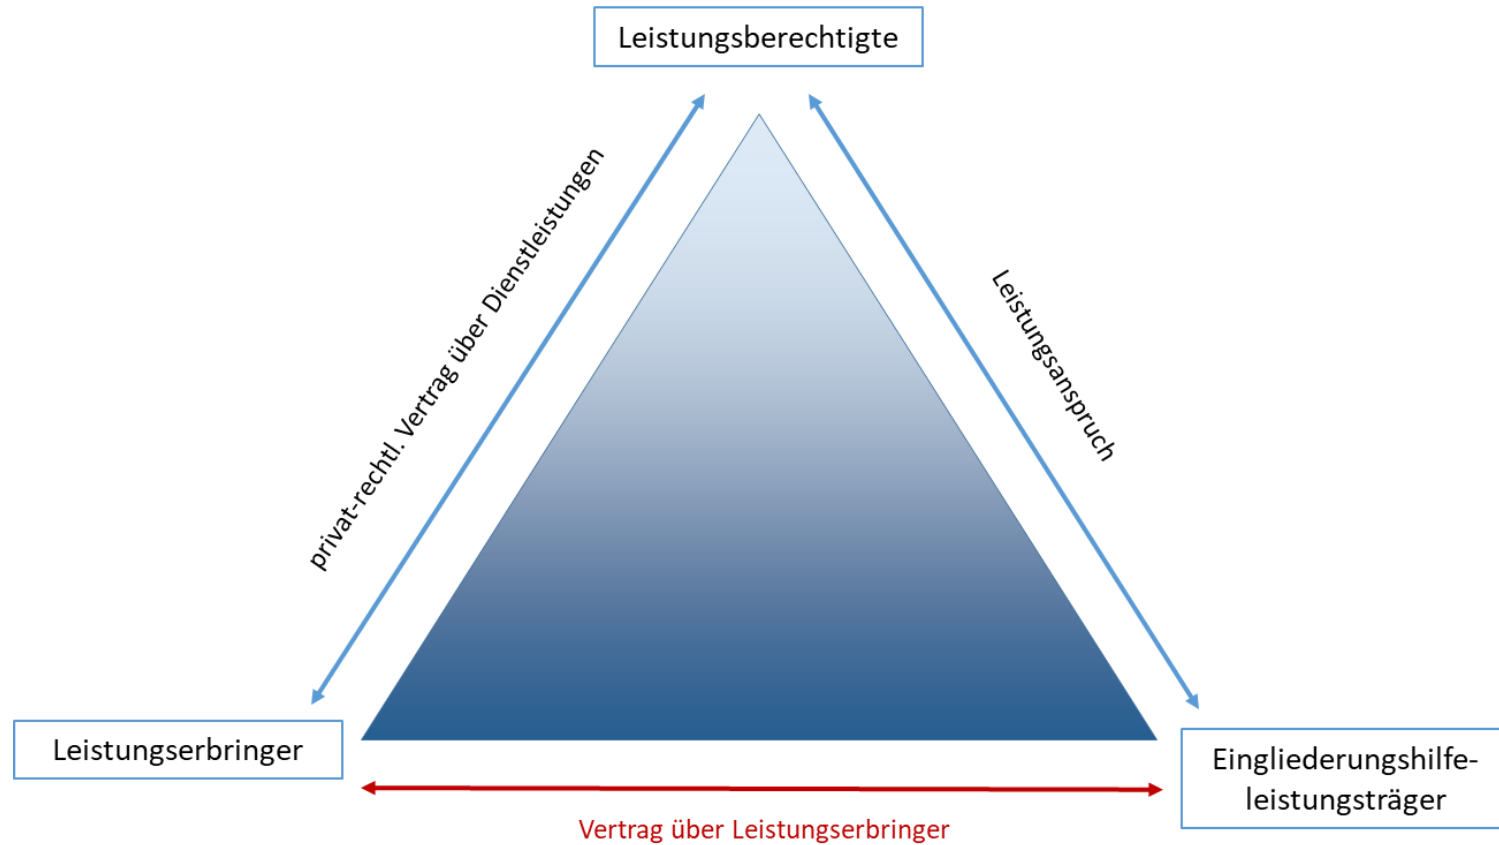 Leistungsberechtigte
privat-rechtl. Vertrag über Dienstleistungen
Leistungsanspruch
Leistungserbringer
Eingliederungshilfe-
leistungsträger
Vertrag über Leistungserbringer